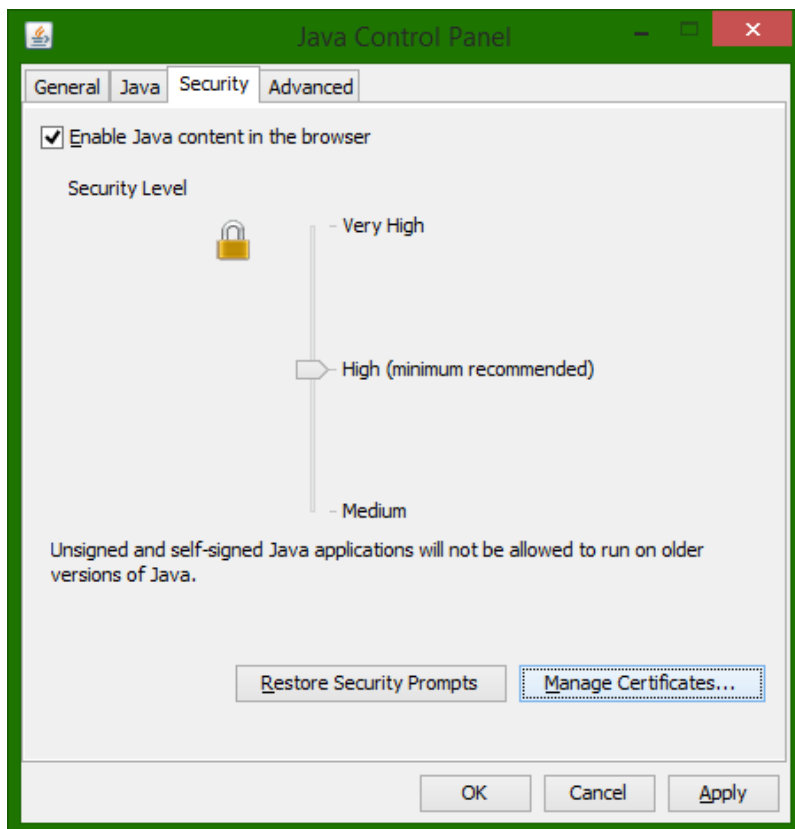 Java Control Panel
General Java Security Advanced
Enable Java content in the browser
Security Level
Very High
High (minimum recommended)
Medium
Unsigned and self-signed Java applications will not be allowed to run on older
versions of Java.
Restore Security Prompts Manage Certificates...
OK Cancel Apply